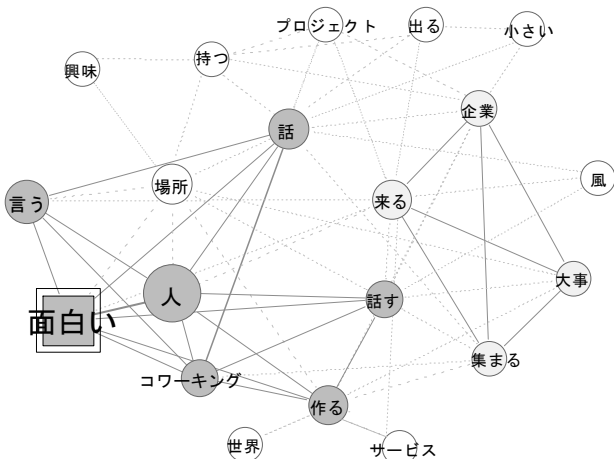 プロジェクト
出る
小さい
持つ
興味
企業
話
風
場所
来る
言う
大事
人
話す
面白い
集まる
コワーキング
作る
世界
サービス